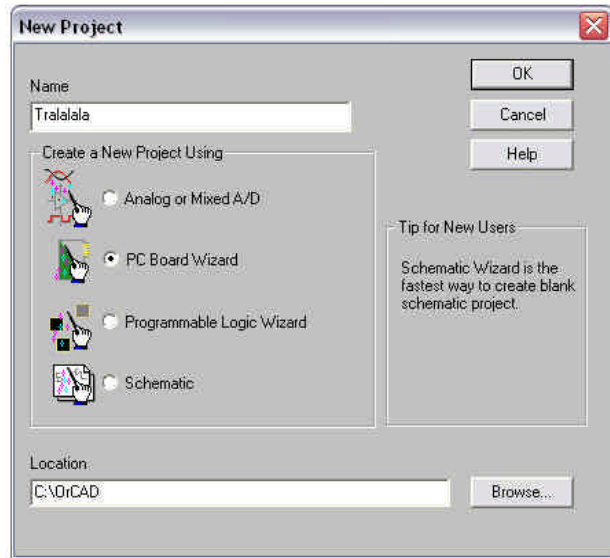 New Project
Name
Tralalala
OK
Cancel
Help
Create a New Project Using
Analog or Mixed A/D
PC Board Wizard
Programmable Logic Wizard
Schematic
Tip for New Users
Schematic Wizard is the
fastest way to create blank
schematic project.
Location
C:\OrCAD
Browse...